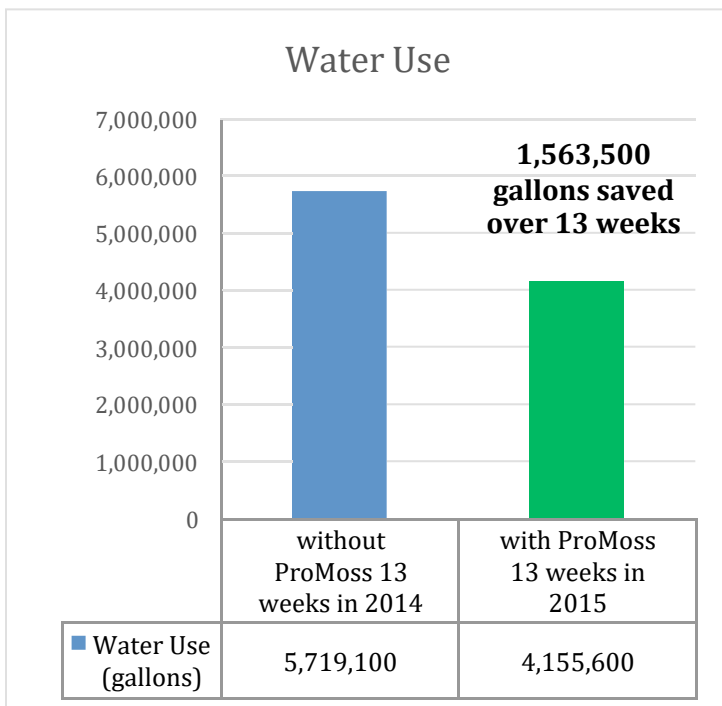 Water Use
7,000,000
6,000,000
5,000,000
4,000,000
3,000,000
2,000,000
1,000,000
0
1,563,500
gallons saved
over 13 weeks
without
ProMoss 13
weeks in 2014
with ProMoss
13 weeks in
2015
Water Use
(gallons)
5,719,100
4,155,600